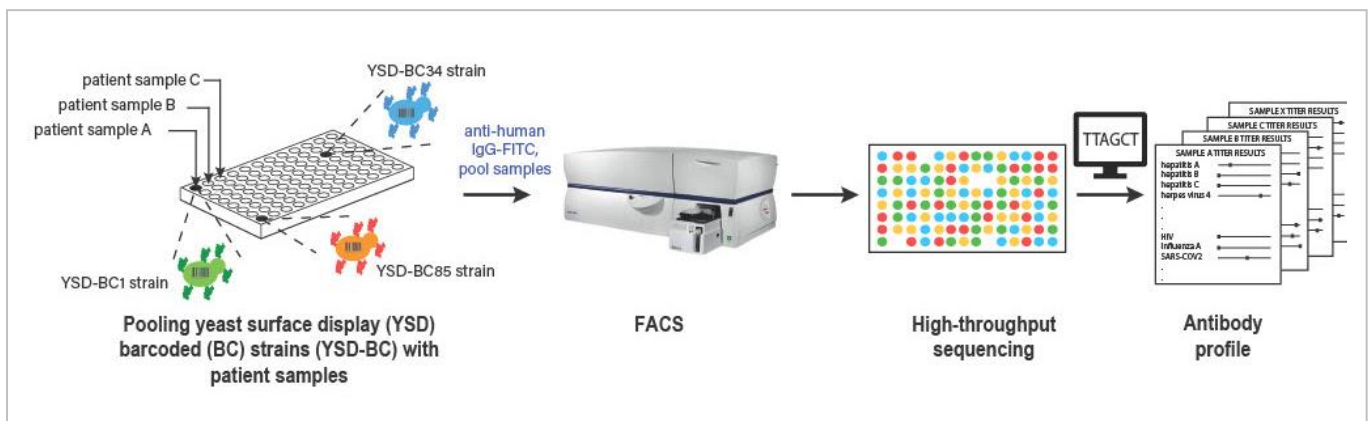 patient sample C
patient sample B
patient sample A
YSD-BC34 strain
YSD-BC85 strain
YSD-BC1 strain
Pooling yeast surface display (YSD)
barcoded (BC) strains (YSD-BC) with
patient samples
anti-human
IgG-FITC,
pool samples
FACS
High-throughput
sequencing
TTAGCT
SAMPLE X TITER RESULTS
SAMPLE C TITER RESULTS
SAMPLE B TITER RESULTS
SAMPLE A TITER RESULTS
hepatitis A
hepatitis B
hepatitis C
herpes virus 4
.
.
.
HIV
Influenza A
SARS-COV2
.
.
Antibody
profile